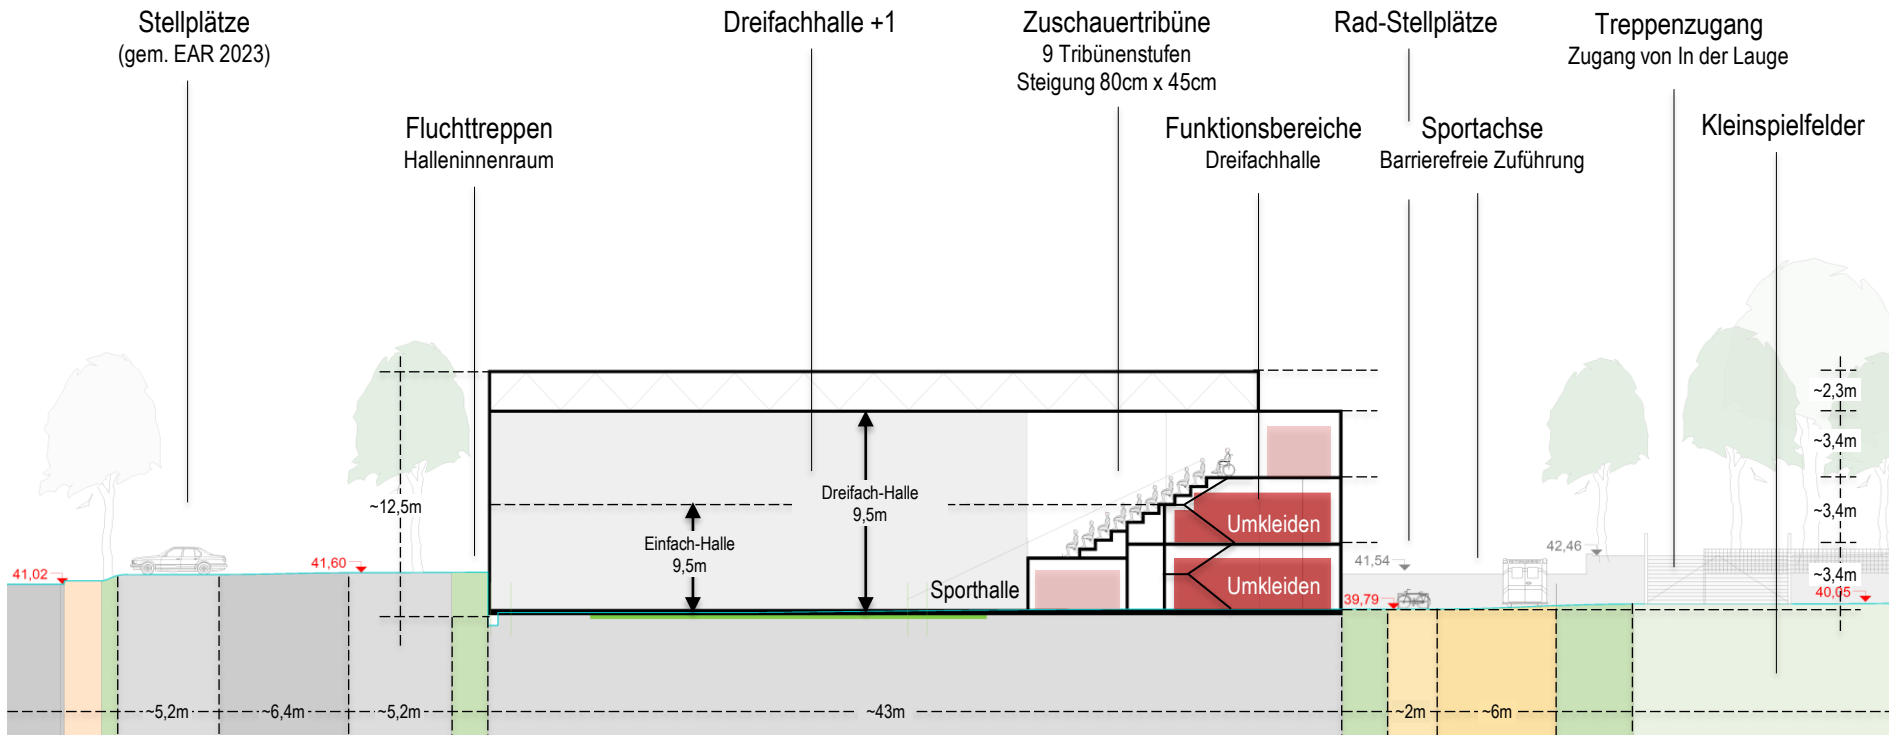 Stellplätze
(gem. EAR 2023)
Dreifachhalle +1
Zuschauertribüne
9 Tribünenstufen
Steigung 80cm x 45cm
Rad-Stellplätze
Treppenzugang
Zugang von In der Lauge
Fluchttreppen
Halleninnenraum
Funktionsbereiche
Dreifachhalle
Sportachse
Barrierefreie Zuführung
Kleinspielfelder
~2,3m
~3,4m
~3,4m
~3,4m
~12,5m
Dreifach-Halle
9,5m
Einfach-Halle
9,5m
Umkleiden
Umkleiden
Sporthalle
41,02
41,60
41,54
42,46
39,79
40,05
~5,2m
~6,4m
~5,2m
~43m
~2m
~6m